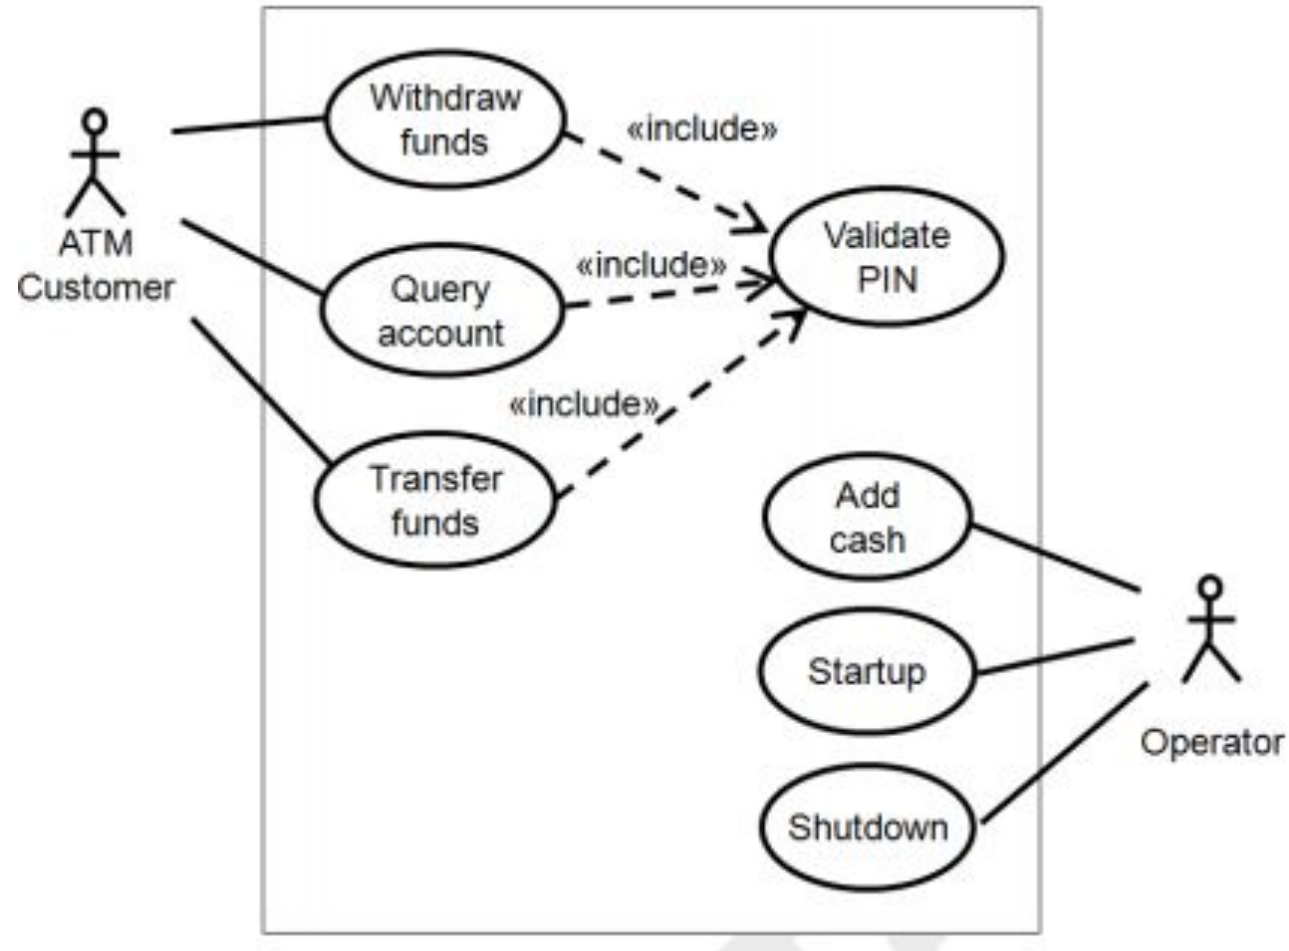 Withdraw
funds
«include»
ATM
Customer
Validate
PIN
«include»
Query
account
«include»
Transfer
funds
Add
cash
Startup
Operator
Shutdown